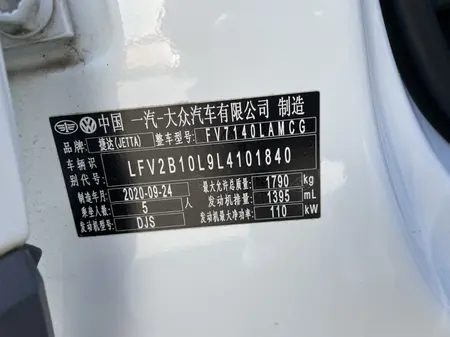 中国 一汽-大众汽车有限公司 制造
品牌: 捷达(JETTA) 整车型号: FV7140LAMCG
车辆识别代号: LFV2B10L9L4101840
制造年月: 2020-09-24 最大允许总质量: 1790 kg
乘坐人数: 5 人 发动机排量: 1395 mL
发动机型号: DJS 发动机最大净功率: 110 kW